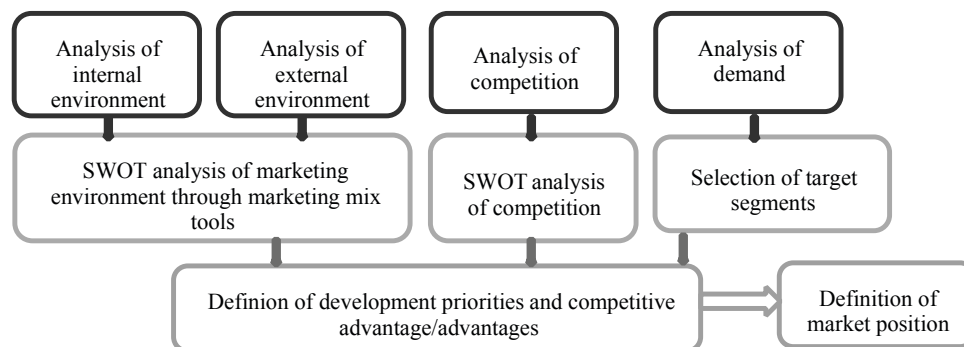 Analysis of
internal
environment
Analysis of
external
environment
Analysis of
competition
Analysis of
demand
SWOT analysis of marketing
environment through marketing mix
tools
SWOT analysis
of competition
Selection of target
segments
Definion of development priorities and competitive
advantage/advantages
Definition of
market position